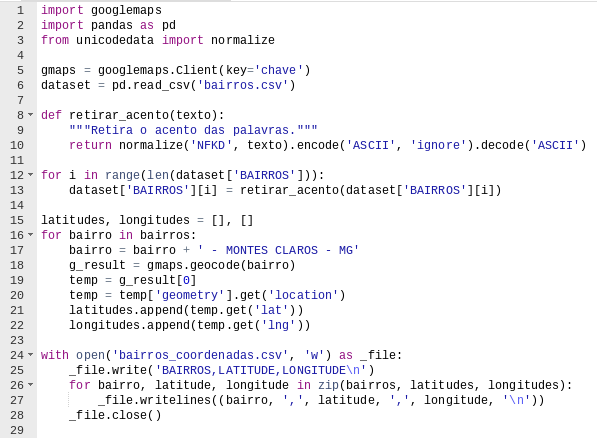 1 import googlemaps
2 import pandas as pd
3 from unicodedata import normalize
4
5 gmaps = googlemaps.Client(key='chave')
6 dataset = pd.read_csv('bairros.csv')
7
8 def retirar_acento(texto):
9     """Retira o acento das palavras."""
10     return normalize('NFKD', texto).encode('ASCII', 'ignore').decode('ASCII')
11
12 for i in range(len(dataset['BAIRROS'])):
13     dataset['BAIRROS'][i] = retirar_acento(dataset['BAIRROS'][i])
14
15 latitudes, longitudes = [], []
16 for bairro in bairros:
17     bairro = bairro + ' - MONTES CLAROS - MG'
18     g_result = gmaps.geocode(bairro)
19     temp = g_result[0]
20     temp = temp['geometry'].get('location')
21     latitudes.append(temp.get('lat'))
22     longitudes.append(temp.get('lng'))
23
24 with open('bairros_coordenadas.csv', 'w') as _file:
25     _file.write('BAIRROS,LATITUDE,LONGITUDE\n')
26     for bairro, latitude, longitude in zip(bairros, latitudes, longitudes):
27         _file.writelines((bairro, ',', latitude, ',', longitude, '\n'))
28     _file.close()
29